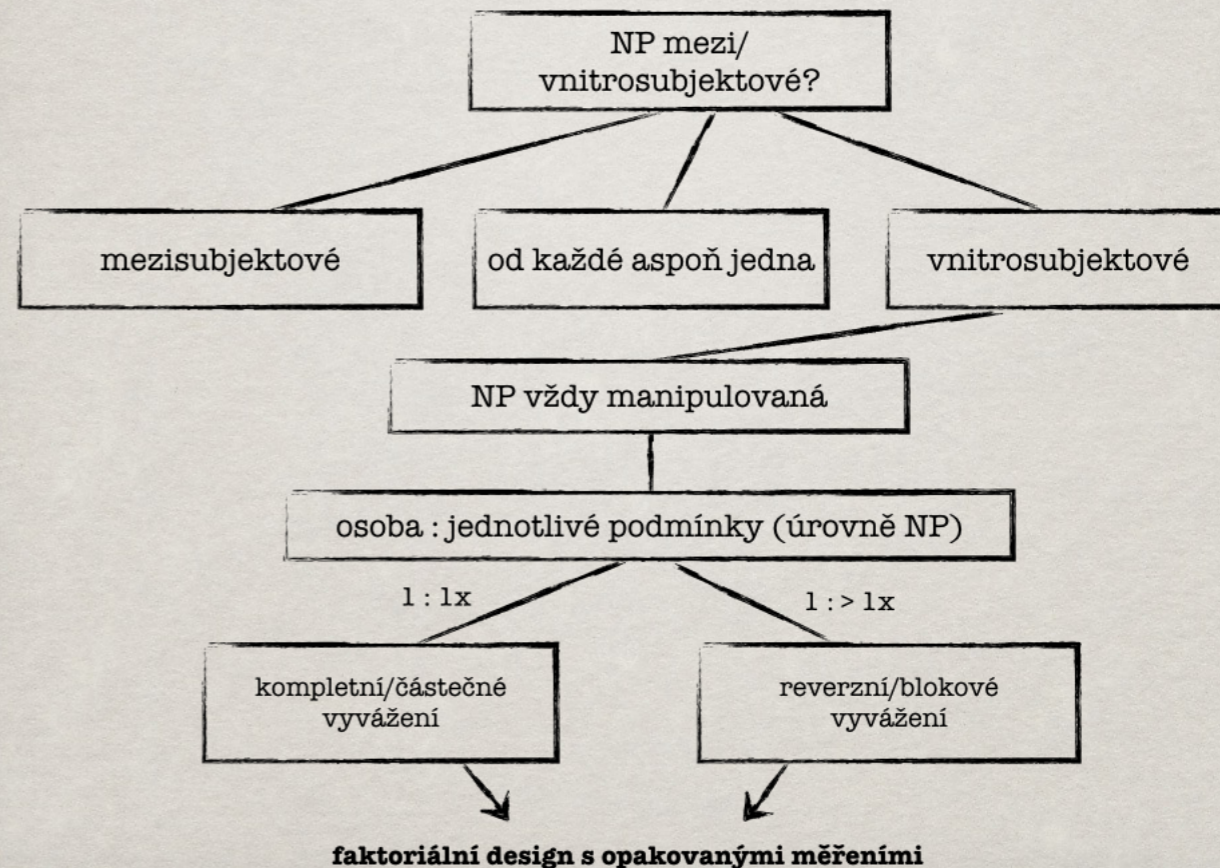 NP mezi/
vnitrosubjektové?
mezisubjektové
od každé aspoň jedna
vnitrosubjektové
NP vždy manipulovaná
osoba : jednotlivé podmínky (úrovně NP)
1 : 1x
1 : > 1x
kompletní/částečné
vyvážení
reverzní/blokové
vyvážení
faktoriální design s opakovanými měřeními